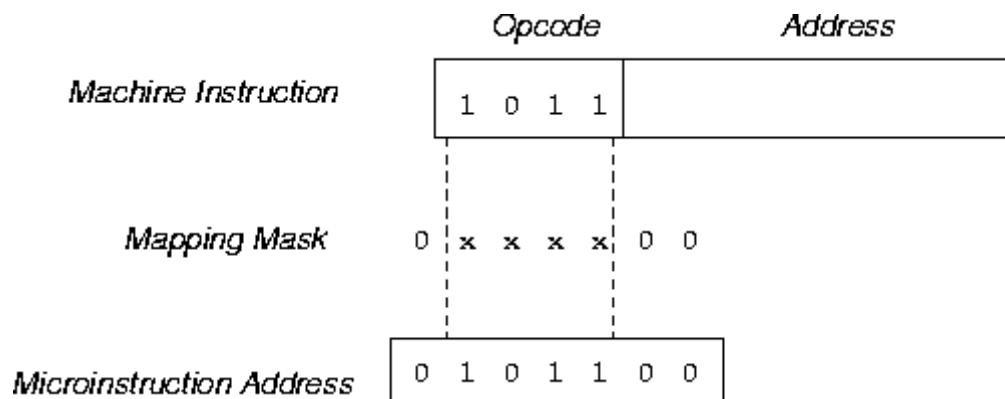 Opcode Address
Machine Instruction 1 0 1 1
Mapping Mask 0 x x x x 0 0
Microinstruction Address 0 1 0 1 1 0 0